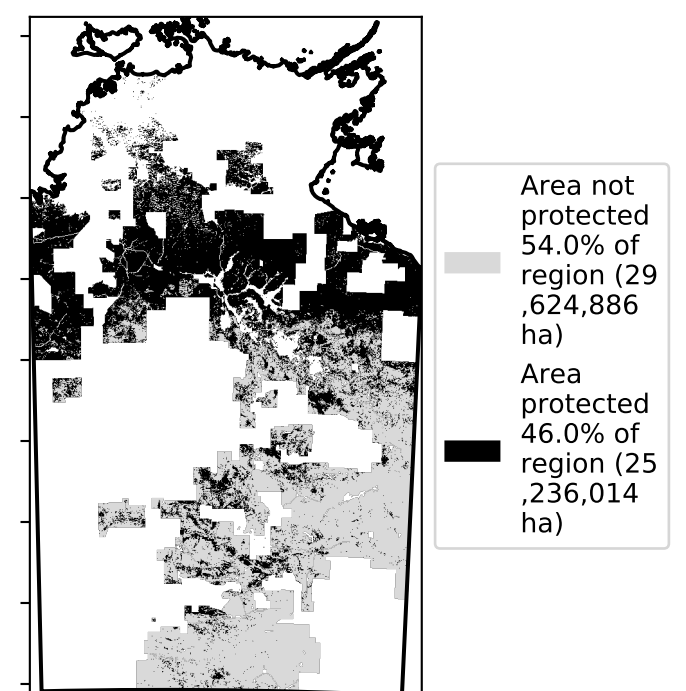 Area not
protected
54.0% of
region (29
,624,886
ha)
Area
protected
46.0% of
region (25
,236,014
ha)